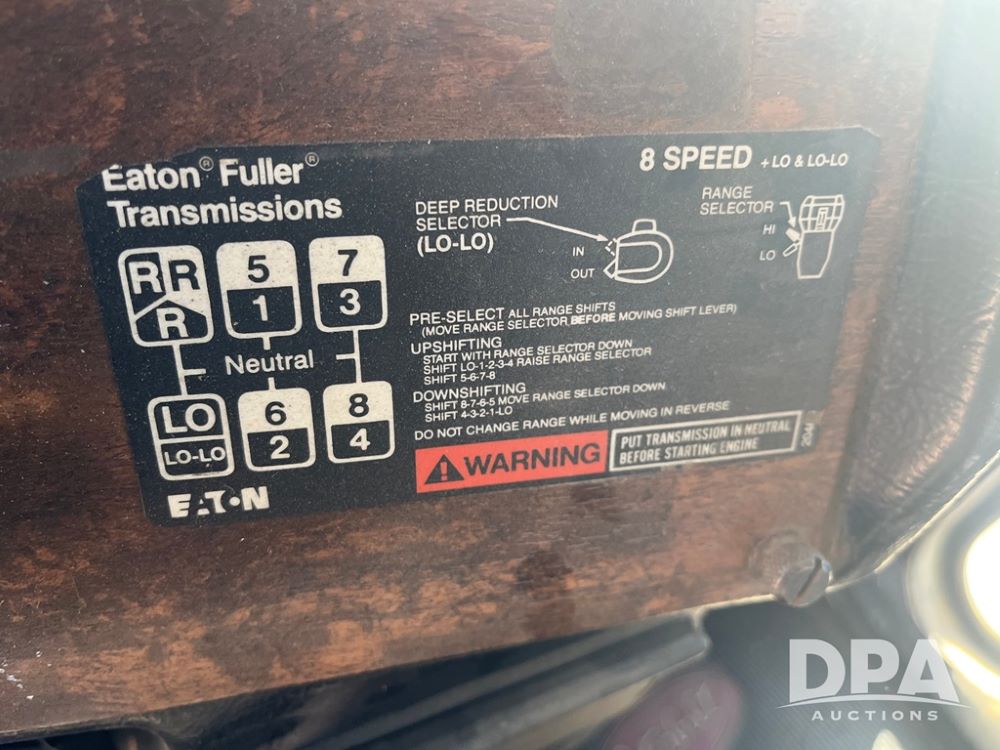 Eaton® Fuller®
Transmissions
8 SPEED + LO & LO-LO
R R
R
5
1
7
3
Neutral
LO
LO-LO
6
2
8
4
EATON
DEEP REDUCTION
SELECTOR
(LO-LO)
IN
OUT
RANGE
SELECTOR
HI
LO
PRE-SELECT ALL RANGE SHIFTS
(MOVE RANGE SELECTOR BEFORE MOVING SHIFT LEVER)
UPSHIFTING
START WITH RANGE SELECTOR DOWN
SHIFT LO-1-2-3-4 RAISE RANGE SELECTOR
SHIFT 5-6-7-8
DOWNSHIFTING
SHIFT 8-7-6-5 MOVE RANGE SELECTOR DOWN
SHIFT 4-3-2-1-LO
DO NOT CHANGE RANGE WHILE MOVING IN REVERSE
WARNING
PUT TRANSMISSION IN NEUTRAL
BEFORE STARTING ENGINE
DPA
AUCTIONS